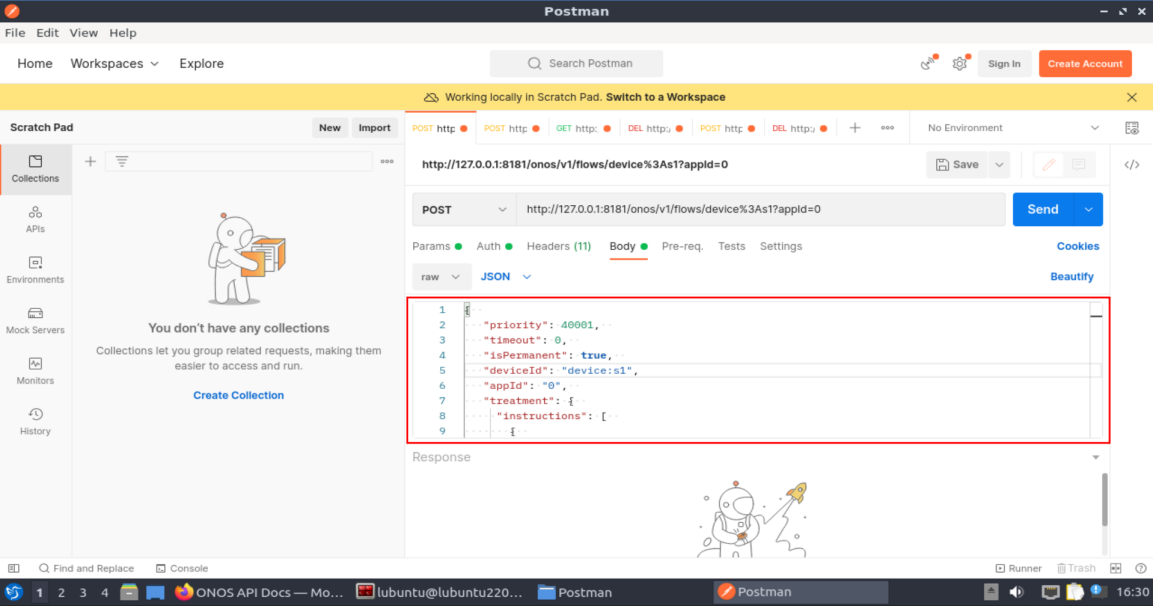 Postman
File Edit View Help
Home Workspaces Explore Search Postman Sign In Create Account
Working locally in Scratch Pad. Switch to a Workspace
Scratch Pad New Import
POST http POST http GET http: DEL http:/ POST http DEL http:/ No Environment
Collections
APIs
Environments
Mock Servers
Monitors
History
You don't have any collections
Collections let you group related requests, making them
easier to access and run.
Create Collection
http://127.0.0.1:8181/onos/v1/flows/device%3As1?appId=0 Save
POST http://127.0.0.1:8181/onos/v1/flows/device%3As1?appId=0 Send
Params Auth Headers (11) Body Pre-req. Tests Settings Cookies
raw JSON Beautify
1 {
2 "priority": 40001,
3 "timeout": 0,
4 "isPermanent": true,
5 "deviceId": "device:s1",
6 "appId": "0",
7 "treatment": {
8 "instructions": [
9 {
Response
Find and Replace Console Runner Trash
1 2 3 4 ONOS API Docs — Mo... lubuntu@lubuntu220... Postman Postman 16:30